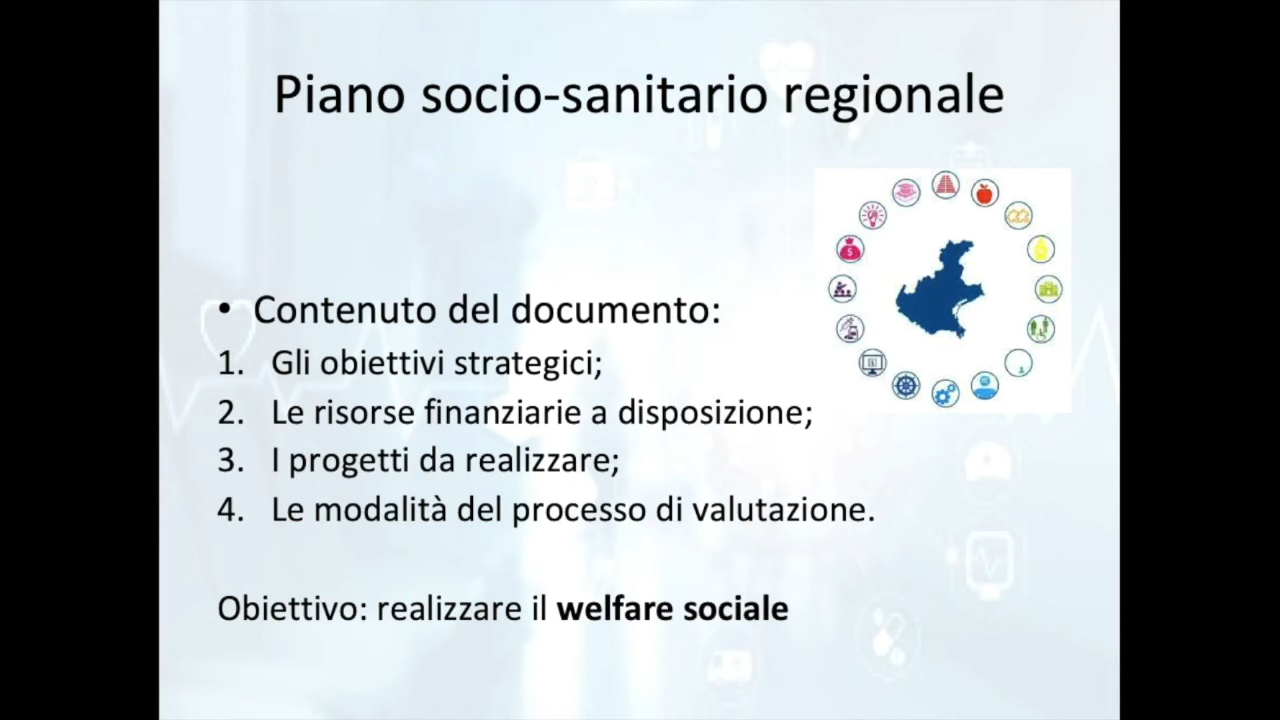 Piano socio-sanitario regionale
• Contenuto del documento:
1. Gli obiettivi strategici;
2. Le risorse finanziarie a disposizione;
3. I progetti da realizzare;
4. Le modalità del processo di valutazione.
Obiettivo: realizzare il welfare sociale